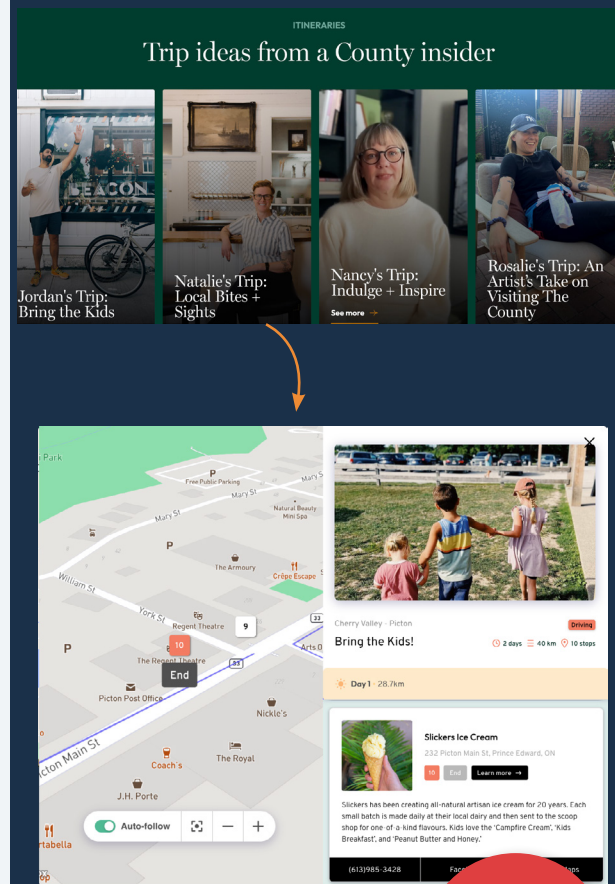 ITINERARIES
Trip ideas from a County insider
BEACON
Jordan's Trip:
Bring the Kids
Natalie's Trip:
Local Bites +
Sights
Nancy's Trip:
Indulge + Inspire
See more →
Rosalie's Trip: An
Artist's Take on
Visiting The
County
Park
P
Free Public Parking
Mary St
Mary St
Mary S
Natural Beauty
Mini Spa
P
The Armoury
Crêpe Escape
William St
York St
Regent Theatre
9
33
10
The Regent Theatre
Arts O
P
33
End
Picton Post Office
Nickle's
icton Main St
Coach's
The Royal
J.H. Porte
Auto-follow
rtabella
op
Cherry Valley · Picton
Driving
Bring the Kids!
2 days
40 km
10 stops
Day 1 · 28.7km
Slickers Ice Cream
232 Picton Main St, Prince Edward, ON
10
End
Learn more →
Slickers has been creating all-natural artisan ice cream for 20 years. Each
small batch is made daily at their local dairy and then sent to the scoop
shop for one-of-a-kind flavours. Kids love the 'Campfire Cream', 'Kids
Breakfast', and 'Peanut Butter and Honey.'
(613)985-3428